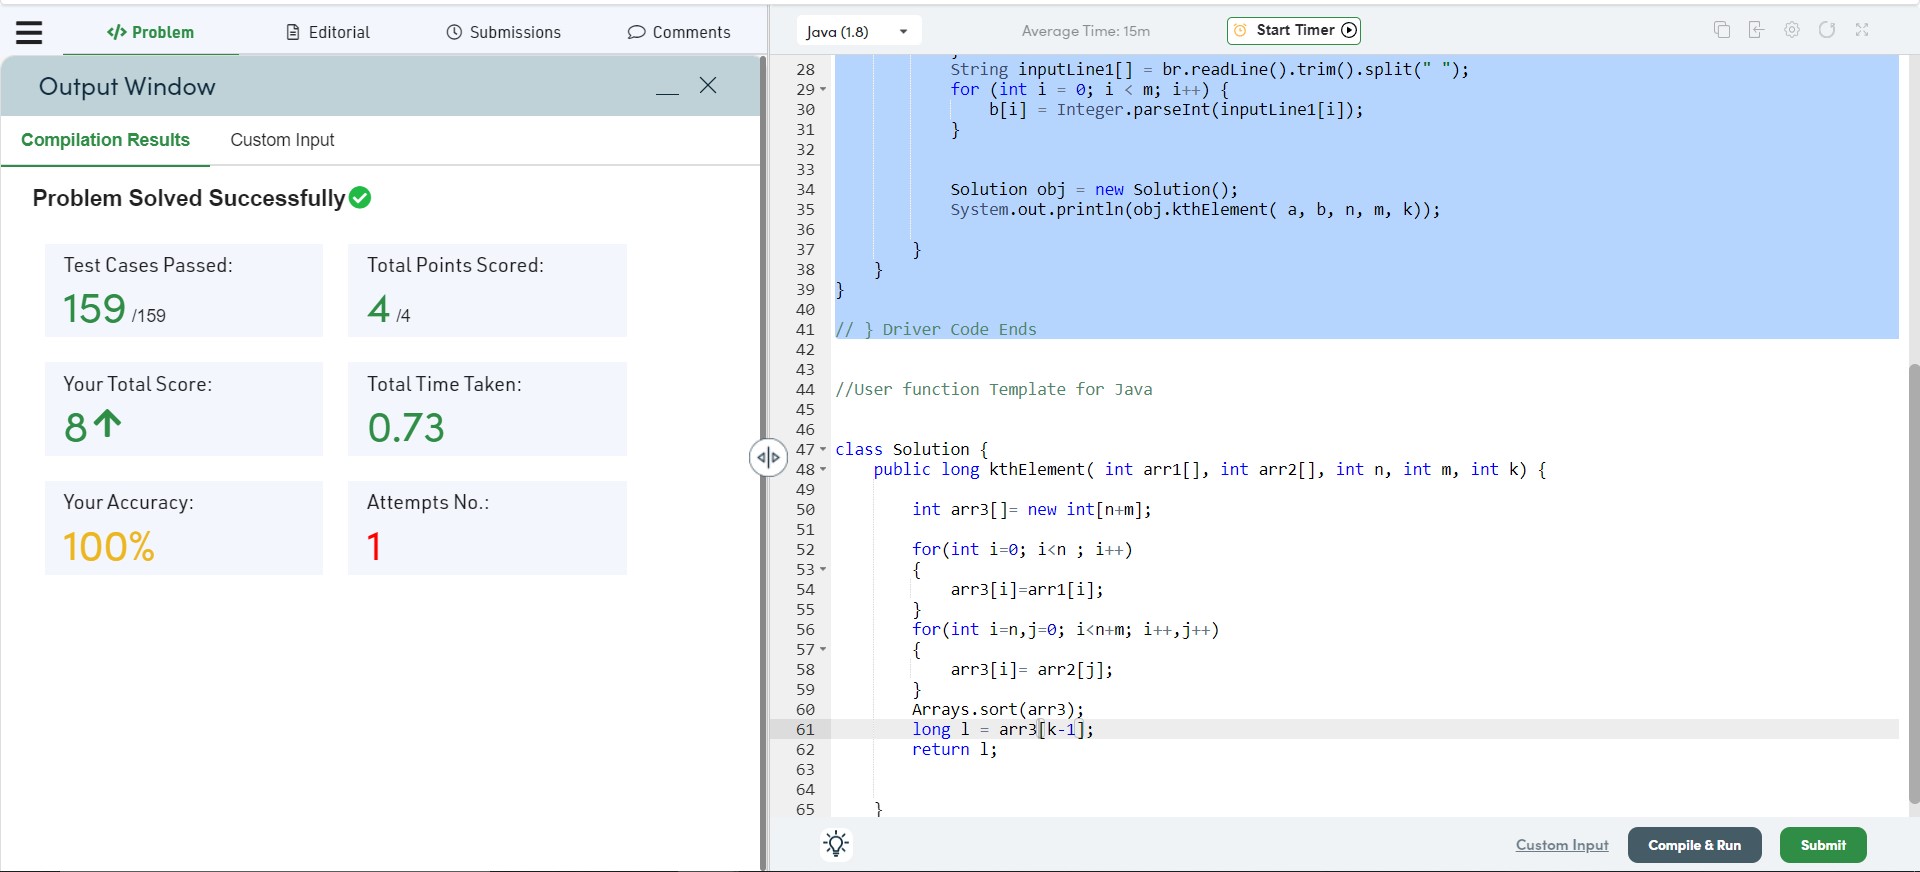 </> Problem
Editorial
Submissions
Comments
Output Window
Compilation Results
Custom Input
Problem Solved Successfully
Test Cases Passed:
159 /159
Total Points Scored:
4 /4
Your Total Score:
8
Total Time Taken:
0.73
Your Accuracy:
100%
Attempts No.:
1
Java (1.8)
Average Time: 15m
Start Timer
28 String inputLine1[] = br.readLine().trim().split(" ");
29 for (int i = 0; i < m; i++) {
30 b[i] = Integer.parseInt(inputLine1[i]);
31 }
32
33
34 Solution obj = new Solution();
35 System.out.println(obj.kthElement( a, b, n, m, k));
36
37 }
38 }
39 }
40
41 // } Driver Code Ends
42
43
44 //User function Template for Java
45
46
47 class Solution {
48 public long kthElement( int arr1[], int arr2[], int n, int m, int k) {
49
50 int arr3[]= new int[n+m];
51
52 for(int i=0; i<n ; i++)
53 {
54 arr3[i]=arr1[i];
55 }
56 for(int i=n,j=0; i<n+m; i++,j++)
57 {
58 arr3[i]= arr2[j];
59 }
60 Arrays.sort(arr3);
61 long l = arr3[k-1];
62 return l;
63
64
65 }
Custom Input
Compile & Run
Submit